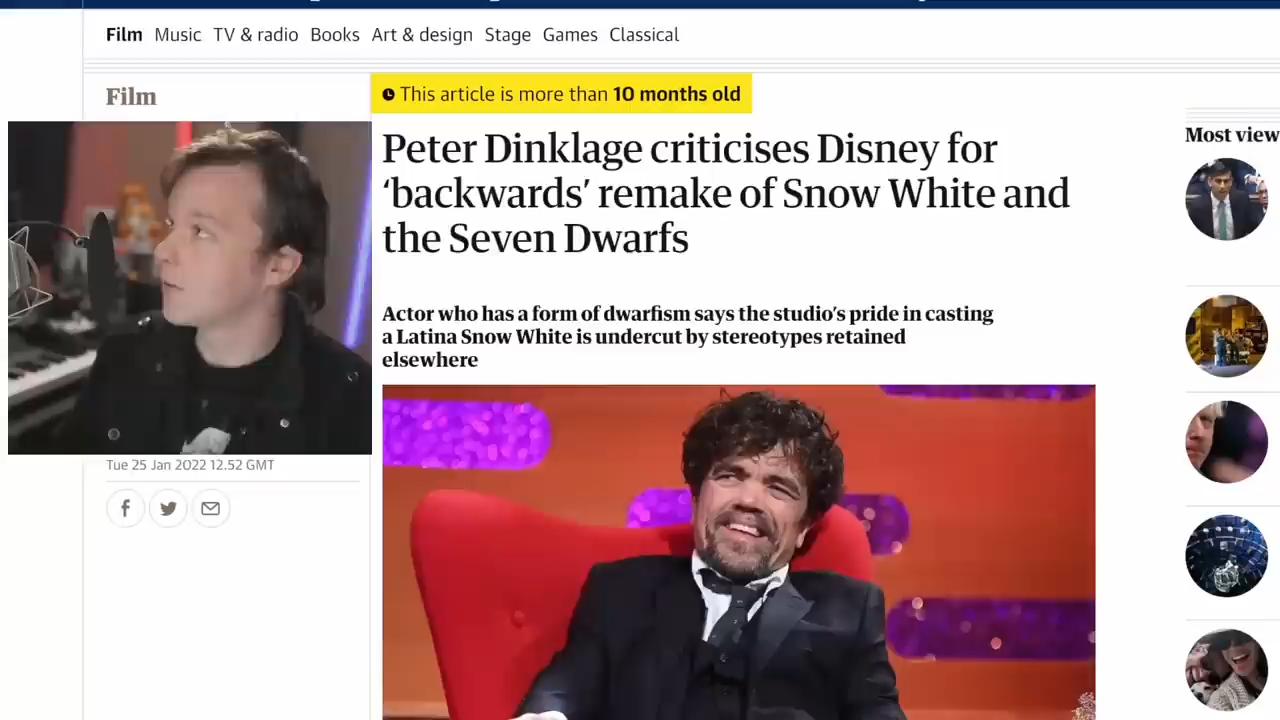 Film Music TV & radio Books Art & design Stage Games Classical
Film
This article is more than 10 months old
Peter Dinklage criticises Disney for
‘backwards’ remake of Snow White and
the Seven Dwarfs
Most view
Actor who has a form of dwarfism says the studio’s pride in casting
a Latina Snow White is undercut by stereotypes retained
elsewhere
Tue 25 Jan 2022 12.52 GMT